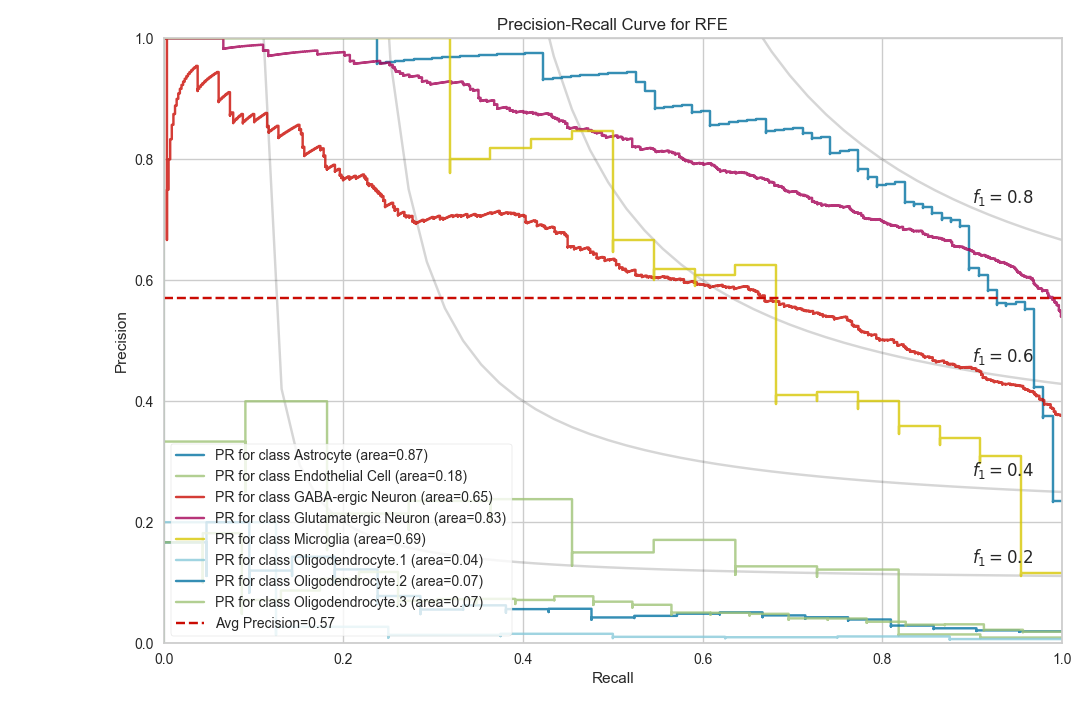 Precision-Recall Curve for RFE
1.0
0.8
0.6
0.4
0.2
0.0
Precision
f1 = 0.8
f1 = 0.6
f1 = 0.4
f1 = 0.2
PR for class Astrocyte (area=0.87)
PR for class Endothelial Cell (area=0.18)
PR for class GABA-ergic Neuron (area=0.65)
PR for class Glutamatergic Neuron (area=0.83)
PR for class Microglia (area=0.69)
PR for class Oligodendrocyte.1 (area=0.04)
PR for class Oligodendrocyte.2 (area=0.07)
PR for class Oligodendrocyte.3 (area=0.07)
Avg Precision=0.57
0.0 0.2 0.4 0.6 0.8 1.0
Recall